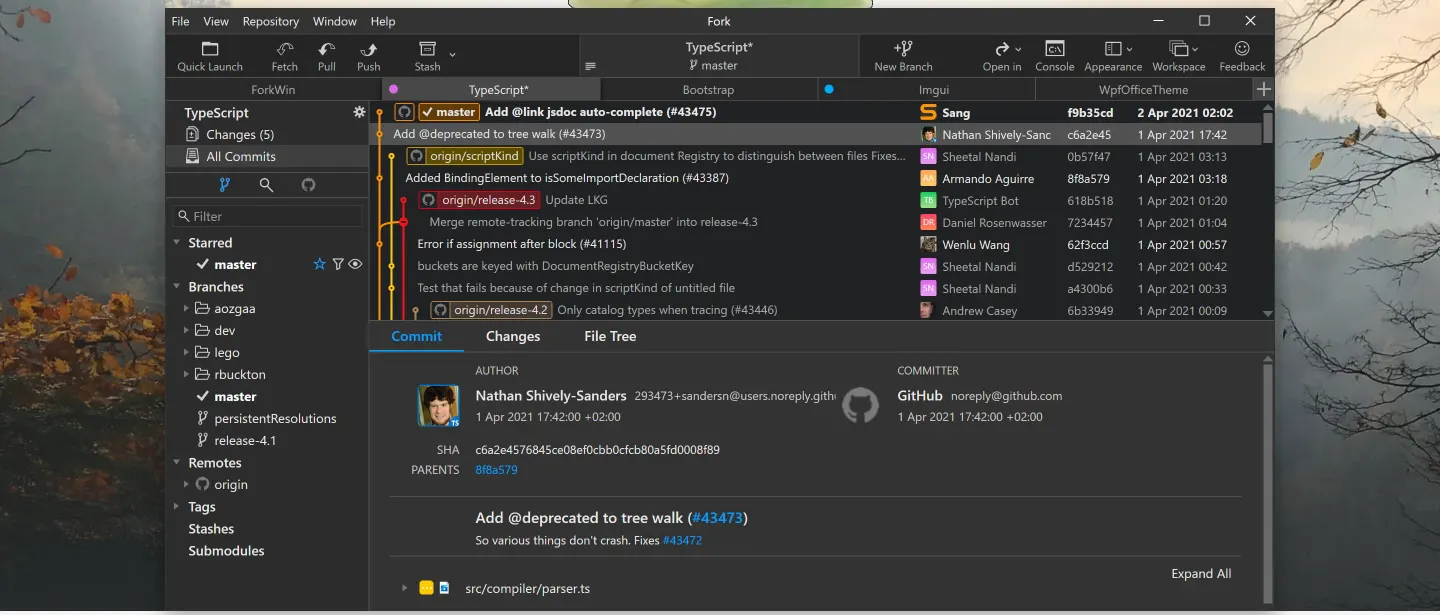 File View Repository Window Help Fork
Quick Launch Fetch Pull Push Stash
TypeScript*
master
New Branch Open in Console Appearance Workspace Feedback
ForkWin TypeScript* Bootstrap Imgui WpfOfficeTheme
TypeScript
Changes (5)
All Commits
Filter
Starred
master
Branches
aozgaa
dev
lego
rbuckton
master
persistentResolutions
release-4.1
Remotes
origin
Tags
Stashes
Submodules
master Add @link jsdoc auto-complete (#43475) Sang f9b35cd 2 Apr 2021 02:02
Add @deprecated to tree walk (#43473) Nathan Shively-Sanc c6a2e45 1 Apr 2021 17:42
origin/scriptKind Use scriptKind in document Registry to distinguish between files Fixes... SN Sheetal Nandi 0b57f47 1 Apr 2021 03:13
Added BindingElement to isSomeImportDeclaration (#43387) AA Armando Aguirre 8f8a579 1 Apr 2021 03:18
origin/release-4.3 Update LKG TB TypeScript Bot 618b518 1 Apr 2021 01:20
Merge remote-tracking branch 'origin/master' into release-4.3 DR Daniel Rosenwasser 7234457 1 Apr 2021 01:04
Error if assignment after block (#41115) Wenlu Wang 62f3ccd 1 Apr 2021 00:57
buckets are keyed with DocumentRegistryBucketKey SN Sheetal Nandi d529212 1 Apr 2021 00:42
Test that fails because of change in scriptKind of untitled file SN Sheetal Nandi a4300b6 1 Apr 2021 00:33
origin/release-4.2 Only catalog types when tracing (#43446) Andrew Casey 6b33949 1 Apr 2021 00:09
Commit Changes File Tree
AUTHOR
Nathan Shively-Sanders 293473+sandersn@users.noreply.gith
1 Apr 2021 17:42:00 +02:00
COMMITTER
GitHub noreply@github.com
1 Apr 2021 17:42:00 +02:00
SHA c6a2e4576845ce08ef0cbb0cfcb80a5fd0008f89
PARENTS 8f8a579
Add @deprecated to tree walk (#43473)
So various things don't crash. Fixes #43472
Expand All
src/compiler/parser.ts